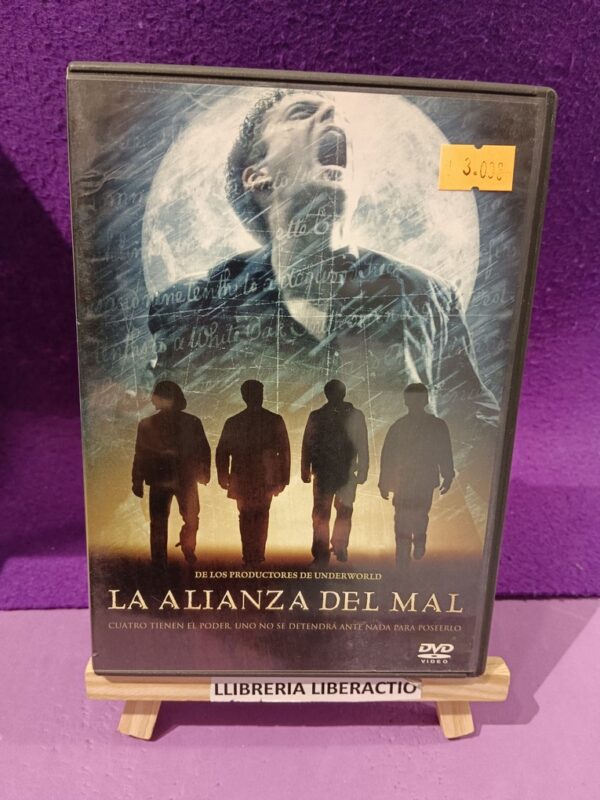 3.00€
DE LOS PRODUCTORES DE UNDERWORLD
LA ALIANZA DEL MAL
CUATRO TIENEN EL PODER. UNO NO SE DETENDRÁ ANTE NADA PARA POSEERLO
DVD
VIDEO
LLIBRERIA LIBERACTIO